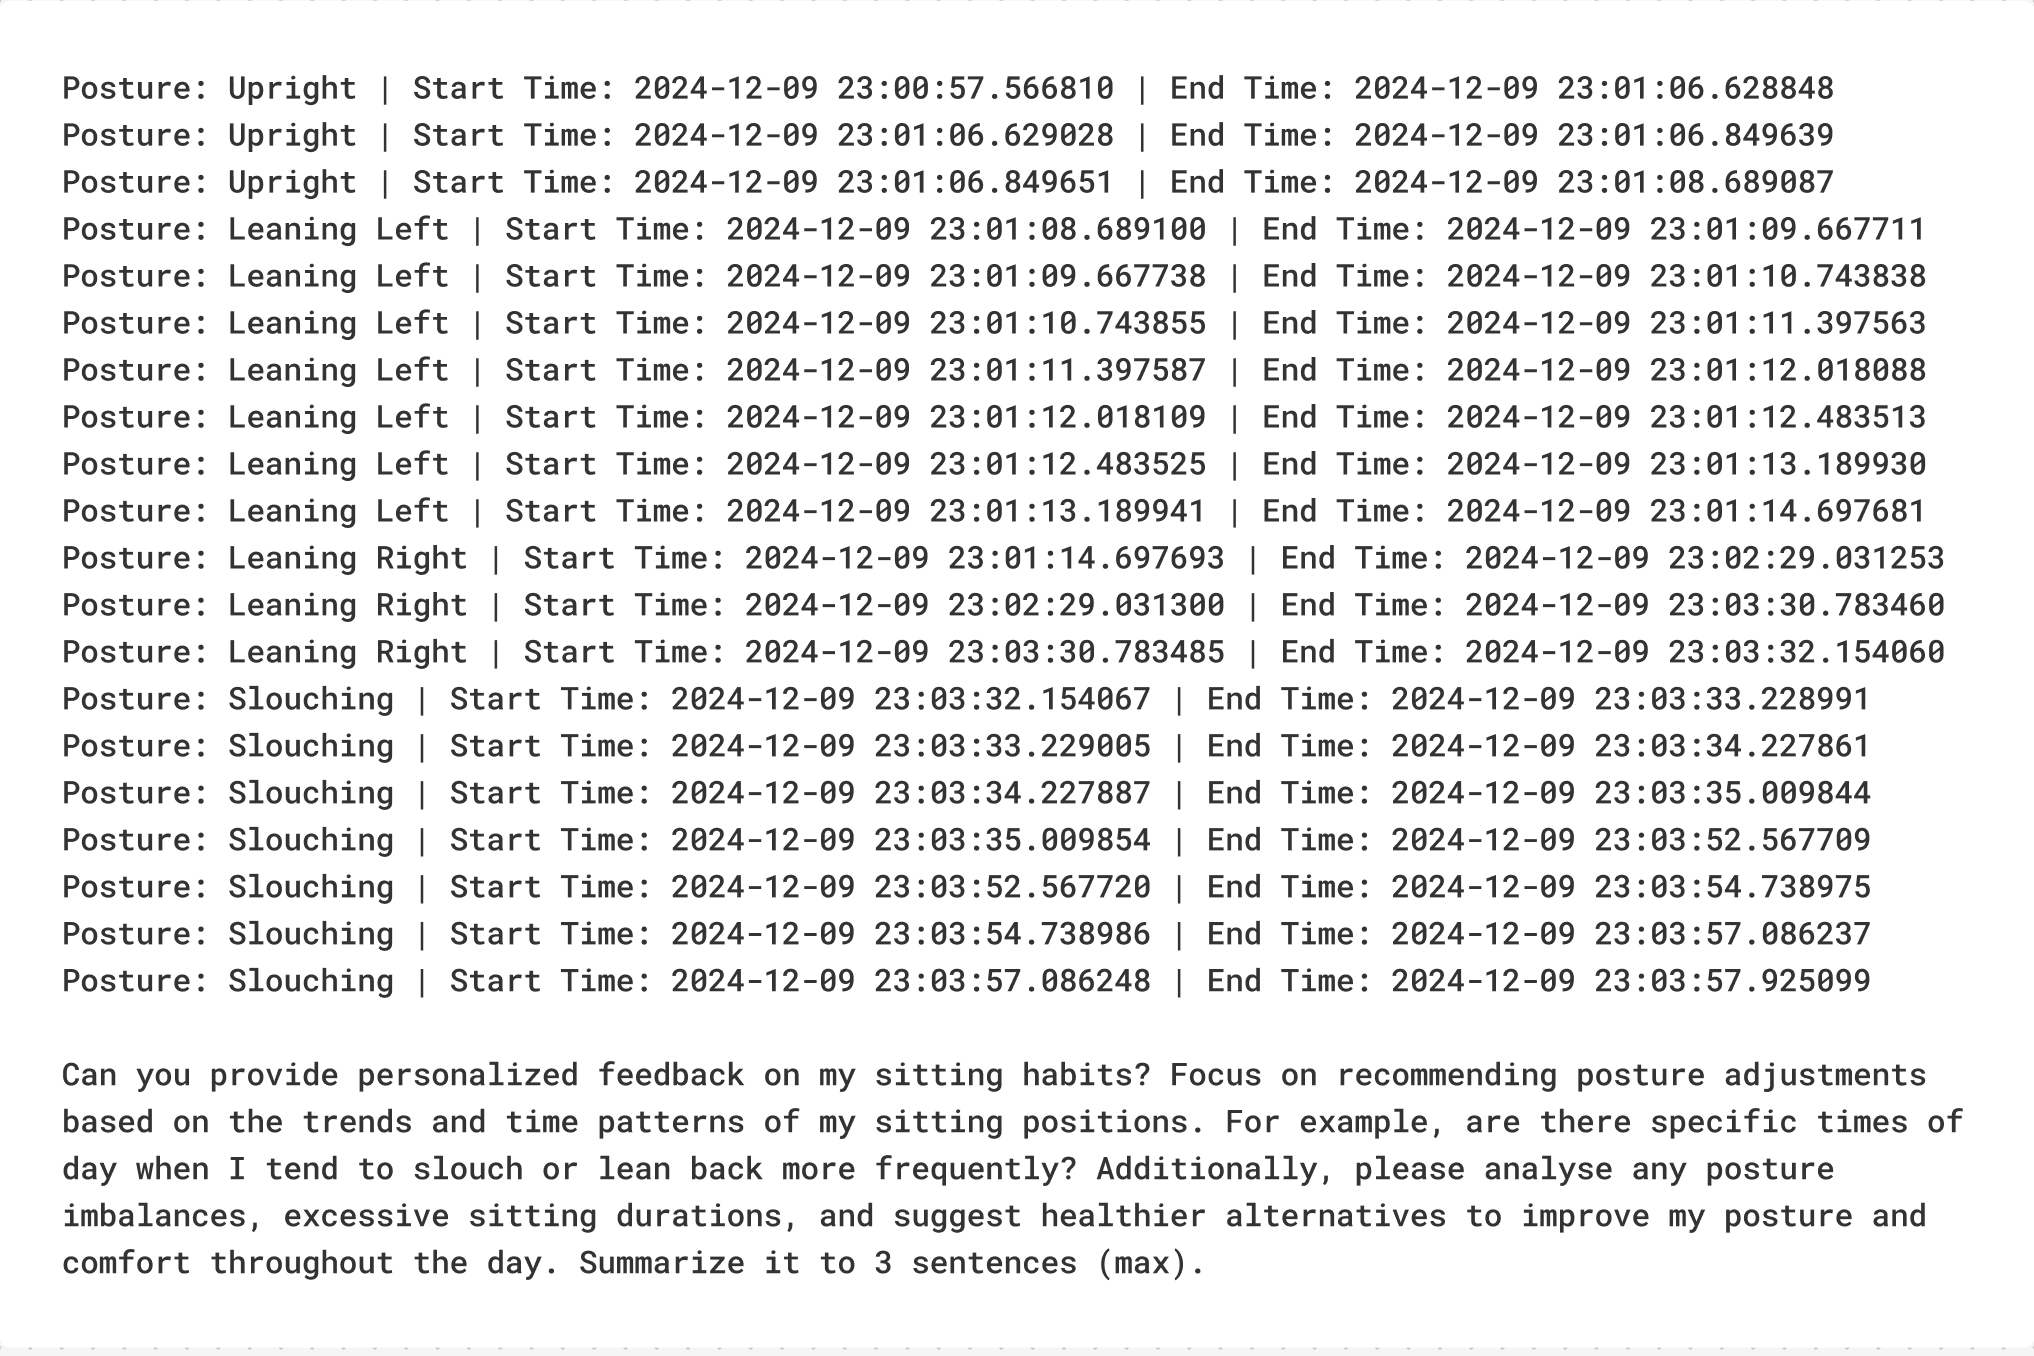 Posture: Upright | Start Time: 2024-12-09 23:00:57.566810 | End Time: 2024-12-09 23:01:06.628848
Posture: Upright | Start Time: 2024-12-09 23:01:06.629028 | End Time: 2024-12-09 23:01:06.849639
Posture: Upright | Start Time: 2024-12-09 23:01:06.849651 | End Time: 2024-12-09 23:01:08.689087
Posture: Leaning Left | Start Time: 2024-12-09 23:01:08.689100 | End Time: 2024-12-09 23:01:09.667711
Posture: Leaning Left | Start Time: 2024-12-09 23:01:09.667738 | End Time: 2024-12-09 23:01:10.743838
Posture: Leaning Left | Start Time: 2024-12-09 23:01:10.743855 | End Time: 2024-12-09 23:01:11.397563
Posture: Leaning Left | Start Time: 2024-12-09 23:01:11.397587 | End Time: 2024-12-09 23:01:12.018088
Posture: Leaning Left | Start Time: 2024-12-09 23:01:12.018109 | End Time: 2024-12-09 23:01:12.483513
Posture: Leaning Left | Start Time: 2024-12-09 23:01:12.483525 | End Time: 2024-12-09 23:01:13.189930
Posture: Leaning Left | Start Time: 2024-12-09 23:01:13.189941 | End Time: 2024-12-09 23:01:14.697681
Posture: Leaning Right | Start Time: 2024-12-09 23:01:14.697693 | End Time: 2024-12-09 23:02:29.031253
Posture: Leaning Right | Start Time: 2024-12-09 23:02:29.031300 | End Time: 2024-12-09 23:03:30.783460
Posture: Leaning Right | Start Time: 2024-12-09 23:03:30.783485 | End Time: 2024-12-09 23:03:32.154060
Posture: Slouching | Start Time: 2024-12-09 23:03:32.154067 | End Time: 2024-12-09 23:03:33.228991
Posture: Slouching | Start Time: 2024-12-09 23:03:33.229005 | End Time: 2024-12-09 23:03:34.227861
Posture: Slouching | Start Time: 2024-12-09 23:03:34.227887 | End Time: 2024-12-09 23:03:35.009844
Posture: Slouching | Start Time: 2024-12-09 23:03:35.009854 | End Time: 2024-12-09 23:03:52.567709
Posture: Slouching | Start Time: 2024-12-09 23:03:52.567720 | End Time: 2024-12-09 23:03:54.738975
Posture: Slouching | Start Time: 2024-12-09 23:03:54.738986 | End Time: 2024-12-09 23:03:57.086237
Posture: Slouching | Start Time: 2024-12-09 23:03:57.086248 | End Time: 2024-12-09 23:03:57.925099
Can you provide personalized feedback on my sitting habits? Focus on recommending posture adjustments
based on the trends and time patterns of my sitting positions. For example, are there specific times of
day when I tend to slouch or lean back more frequently? Additionally, please analyse any posture
imbalances, excessive sitting durations, and suggest healthier alternatives to improve my posture and
comfort throughout the day. Summarize it to 3 sentences (max).